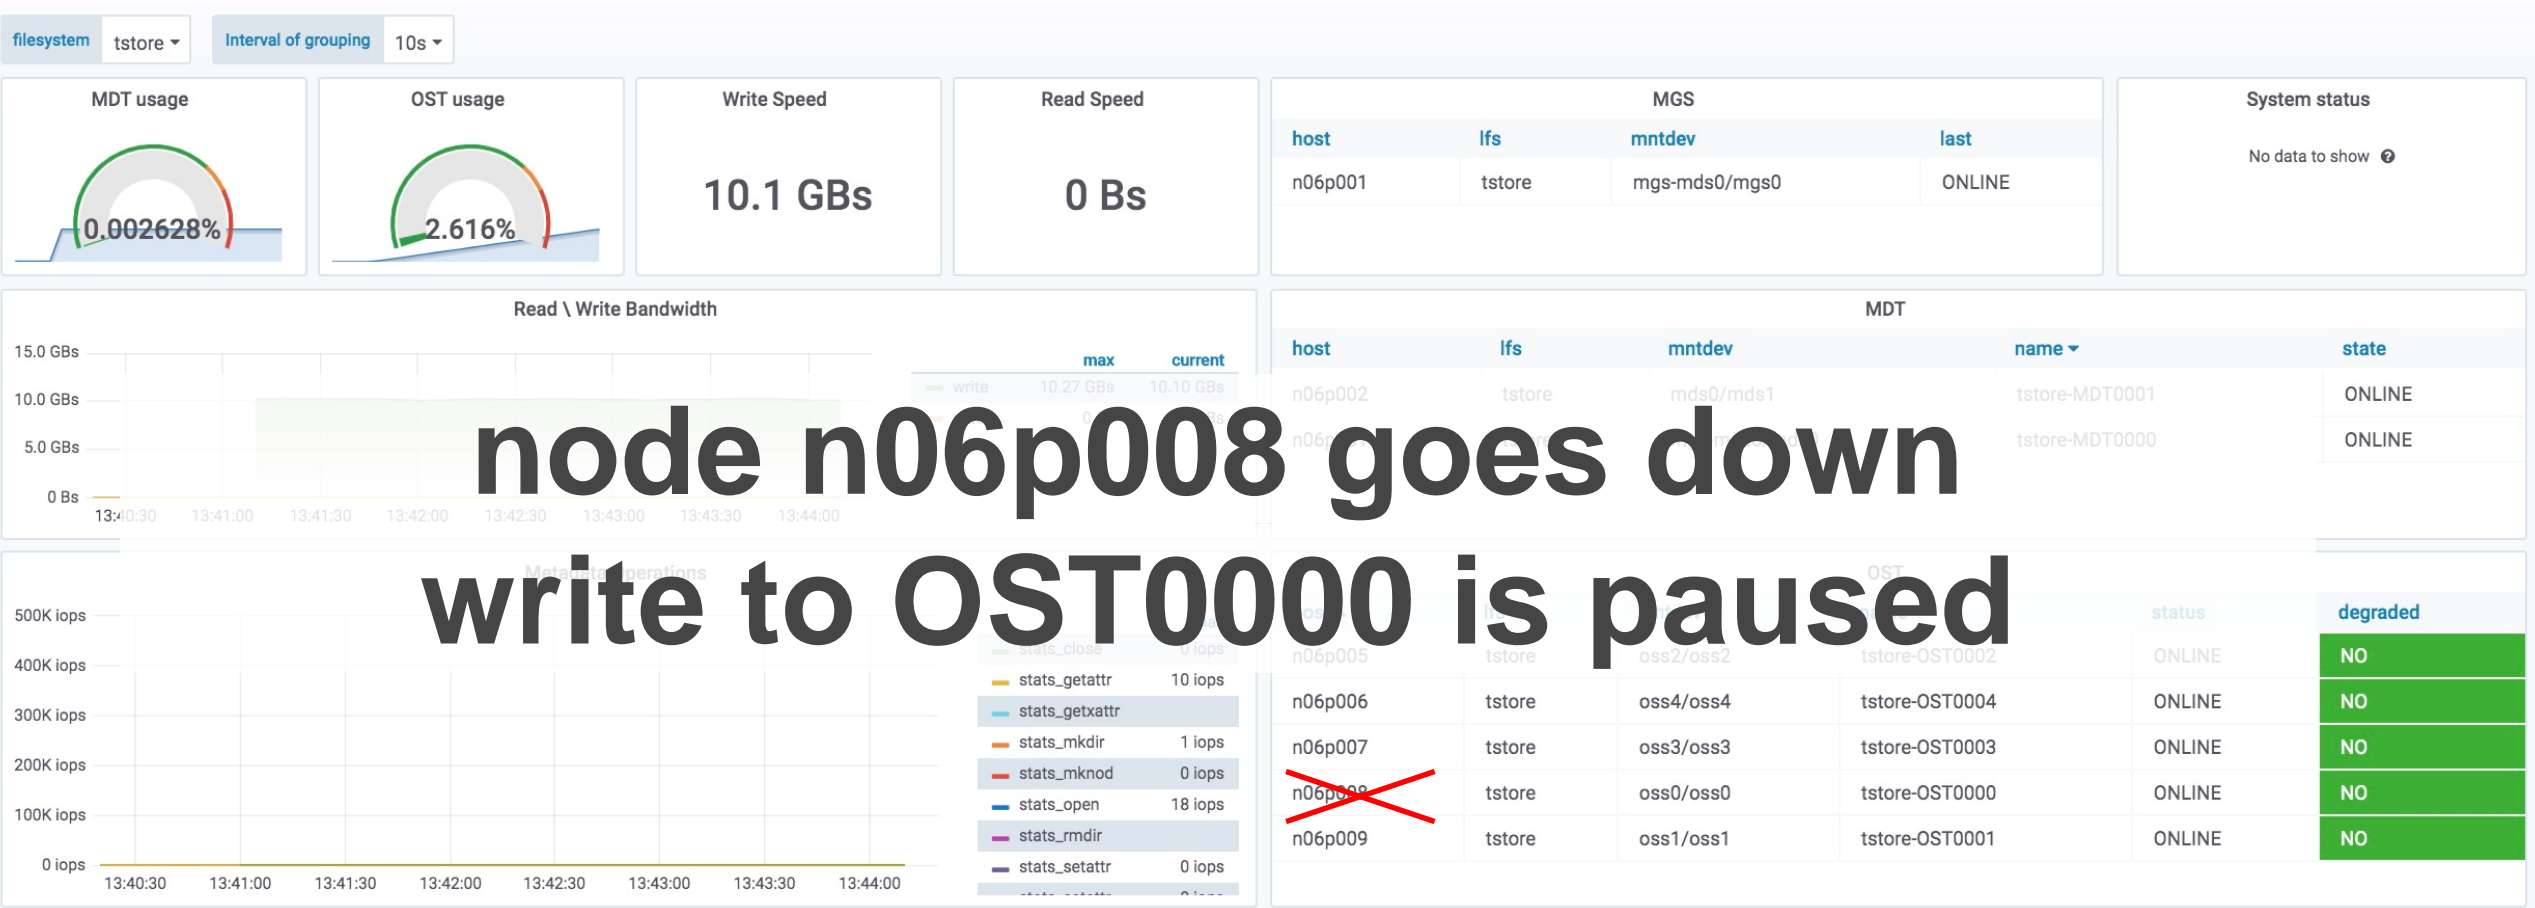 filesystem tstore Interval of grouping 10s
MDT usage
0.002628%
OST usage
2.616%
Write Speed
10.1 GBs
Read Speed
0 Bs
MGS
host lfs mntdev last
n06p001 tstore mgs-mds0/mgs0 ONLINE
System status
No data to show
Read \ Write Bandwidth
15.0 GBs
10.0 GBs
5.0 GBs
0 Bs
13:40:30 13:41:00 13:41:30 13:42:00 13:42:30 13:43:00 13:43:30 13:44:00
max current
write 10.27 GBs 10.10 GBs
MDT
host lfs mntdev name state
n06p002 tstore mds0/mds1 tstore-MDT0001 ONLINE
tstore-MDT0000 ONLINE
node n06p008 goes down
write to OST0000 is paused
Metadata operations
500K iops
400K iops
300K iops
200K iops
100K iops
0 iops
13:40:30 13:41:00 13:41:30 13:42:00 13:42:30 13:43:00 13:43:30 13:44:00
stats_close 0 iops
stats_getattr 10 iops
stats_getxattr
stats_mkdir 1 iops
stats_mknod 0 iops
stats_open 18 iops
stats_rmdir
stats_setattr 0 iops
OST
status degraded
n06p005 tstore oss2/oss2 tstore-OST0002 ONLINE NO
n06p006 tstore oss4/oss4 tstore-OST0004 ONLINE NO
n06p007 tstore oss3/oss3 tstore-OST0003 ONLINE NO
n06p008 tstore oss0/oss0 tstore-OST0000 ONLINE NO
n06p009 tstore oss1/oss1 tstore-OST0001 ONLINE NO